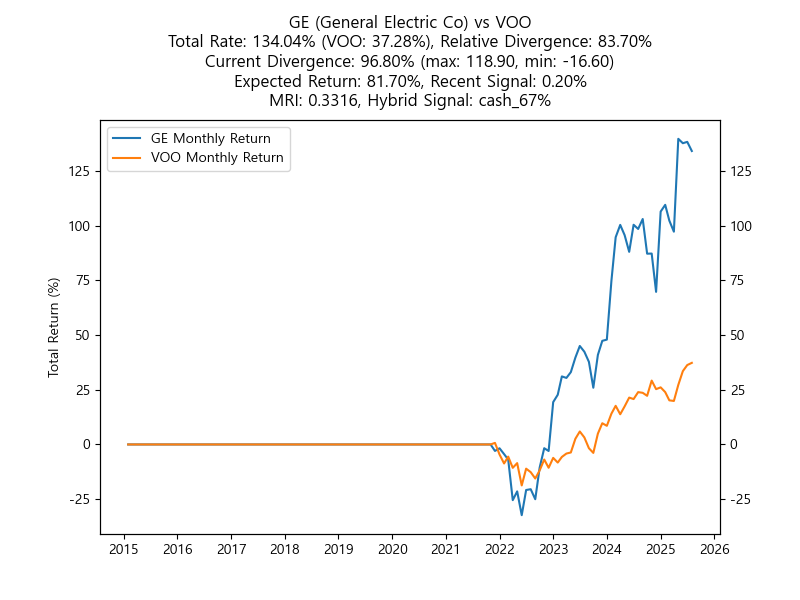 GE (General Electric Co) vs VOO
Total Rate: 134.04% (VOO: 37.28%), Relative Divergence: 83.70%
Current Divergence: 96.80% (max: 118.90, min: -16.60)
Expected Return: 81.70%, Recent Signal: 0.20%
MRI: 0.3316, Hybrid Signal: cash_67%
GE Monthly Return
VOO Monthly Return
Total Return (%)
125
100
75
50
25
0
-25
125
100
75
50
25
0
-25
2015 2016 2017 2018 2019 2020 2021 2022 2023 2024 2025 2026